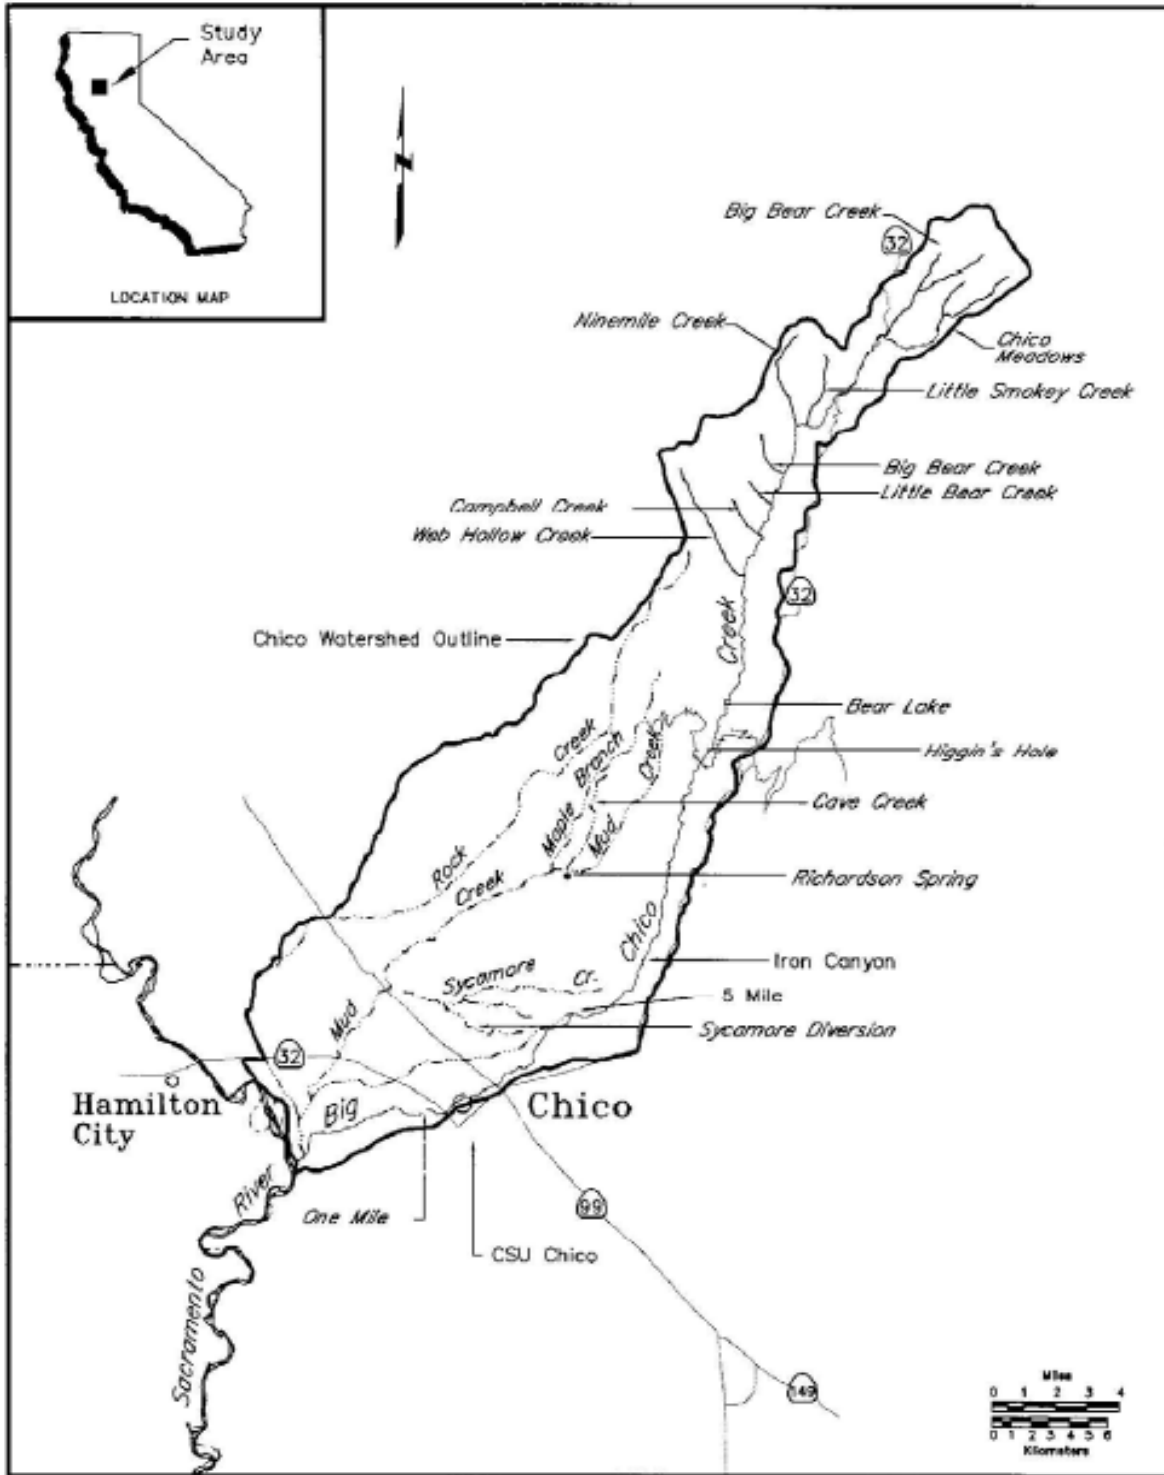 Study
Area
LOCATION MAP
N
Big Bear Creek
32
Ninemile Creek
Chico
Meadows
Little Smokey Creek
Big Bear Creek
Little Bear Creek
Campbell Creek
Web Hollow Creek
32
Creek
Chico Watershed Outline
Bear Lake
Creek
Branch
Creek
Higgin's Hole
Cave Creek
Maple
Mud
Rock
Creek
Richardson Spring
Chico
Iron Canyon
Sycamore Cr.
5 Mile
Mud
Sycamore Diversion
32
Hamilton
City
Big
Chico
River
One Mile
99
CSU Chico
Sacramento
149
Miles
0 1 2 3 4
0 1 2 3 4 5 6
Kilometers